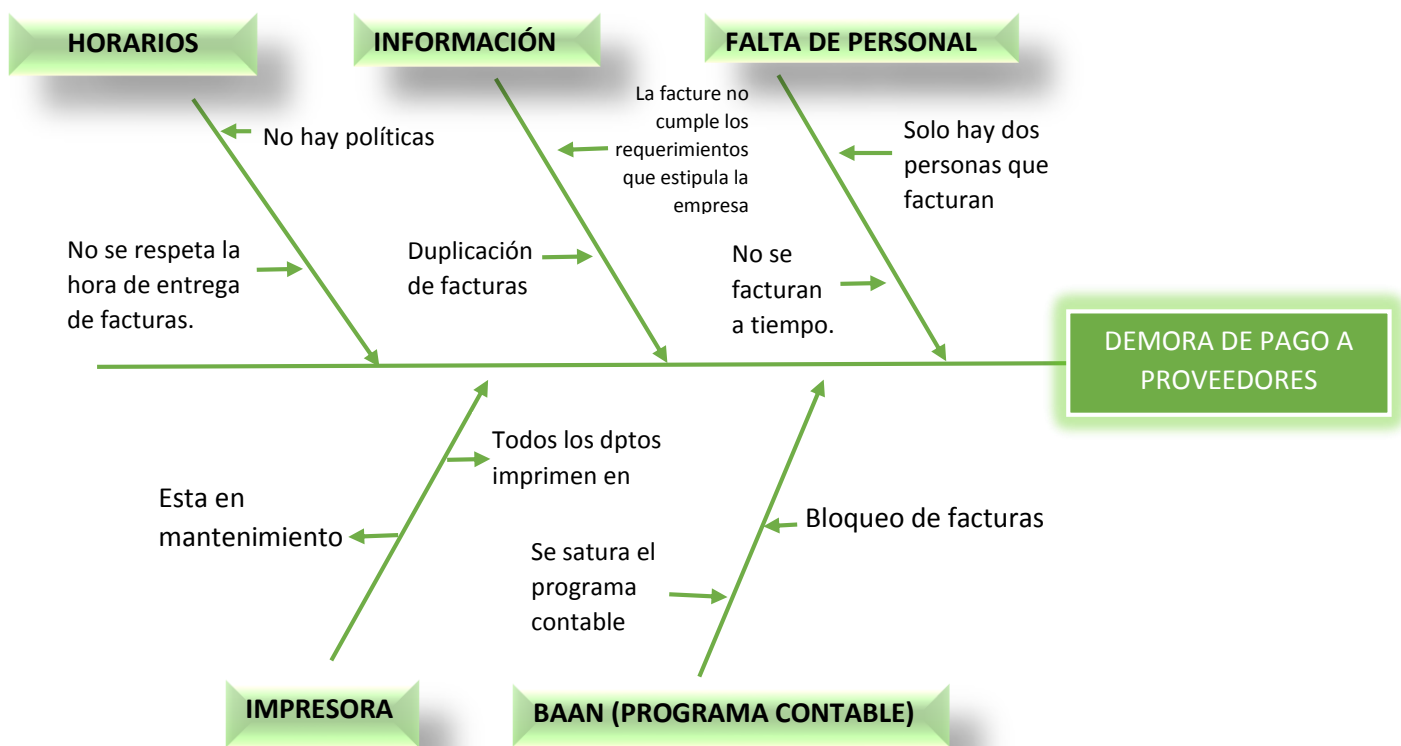 HORARIOS
INFORMACIÓN
FALTA DE PERSONAL
No hay políticas
La facture no
cumple los
requerimientos
que estipula la
empresa
Solo hay dos
personas que
facturan
No se respeta la
hora de entrega
de facturas.
Duplicación
de facturas
No se
facturan
a tiempo.
DEMORA DE PAGO A
PROVEEDORES
Todos los dptos
imprimen en
Esta en
mantenimiento
Bloqueo de facturas
Se satura el
programa
contable
IMPRESORA
BAAN (PROGRAMA CONTABLE)